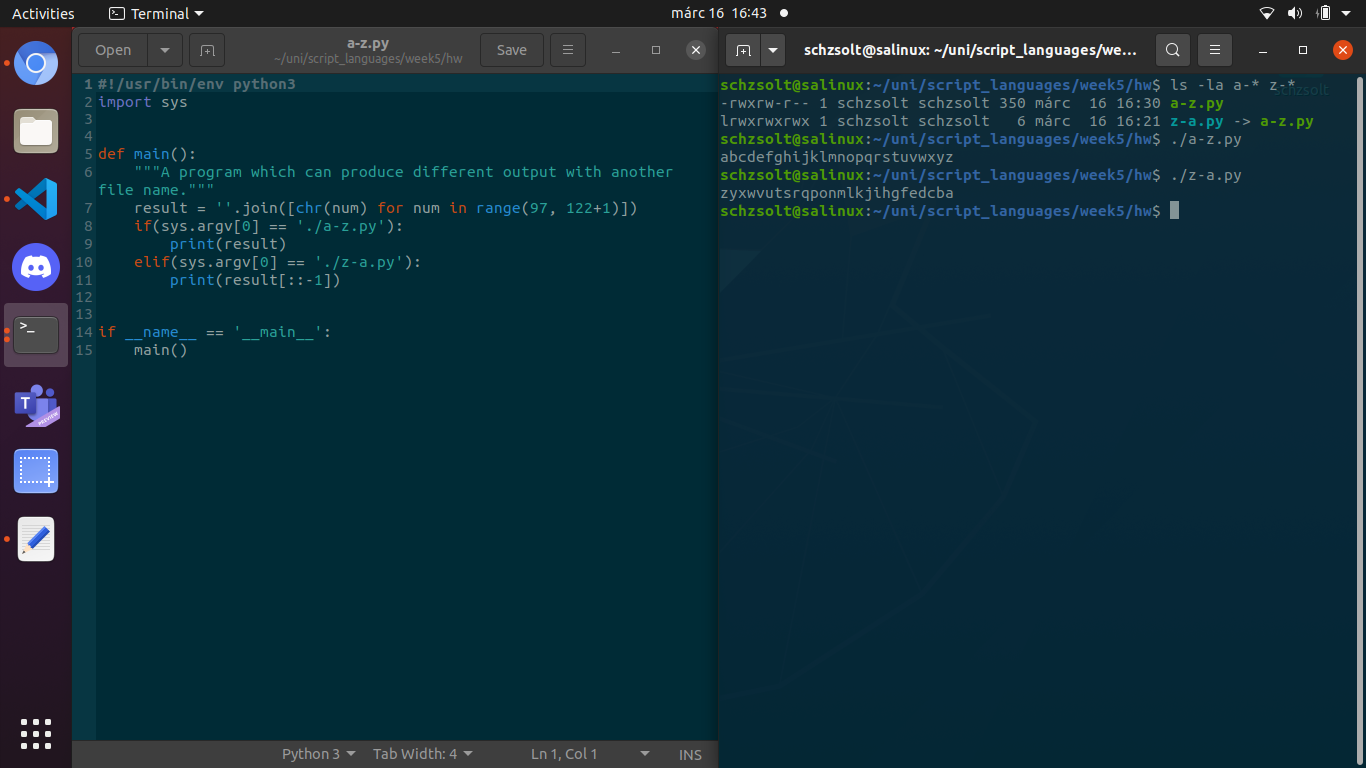 Activities Terminal márc 16 16:43
Open a-z.py Save
~/uni/script_languages/week5/hw
1 #!/usr/bin/env python3
2 import sys
3
4
5 def main():
6     """A program which can produce different output with another
file name."""
7     result = ''.join([chr(num) for num in range(97, 122+1)])
8     if(sys.argv[0] == './a-z.py'):
9         print(result)
10     elif(sys.argv[0] == './z-a.py'):
11         print(result[::-1])
12
13
14 if __name__ == '__main__':
15     main()
Python 3 Tab Width: 4 Ln 1, Col 1 INS
schzsolt@salinux: ~/uni/script_languages/we...
schzsolt@salinux:~/uni/script_languages/week5/hw$ ls -la a-* z-*
schzsolt
-rwxrw-r-- 1 schzsolt schzsolt 350 márc  16 16:30 a-z.py
lrwxrwxrwx 1 schzsolt schzsolt   6 márc  16 16:21 z-a.py -> a-z.py
schzsolt@salinux:~/uni/script_languages/week5/hw$ ./a-z.py
abcdefghijklmnopqrstuvwxyz
schzsolt@salinux:~/uni/script_languages/week5/hw$ ./z-a.py
zyxwvutsrqponmlkjihgfedcba
schzsolt@salinux:~/uni/script_languages/week5/hw$
>_
T
PREVIEW